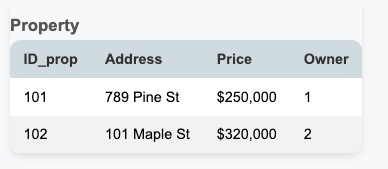 Property
ID_prop Address Price Owner
101 789 Pine St $250,000 1
102 101 Maple St $320,000 2